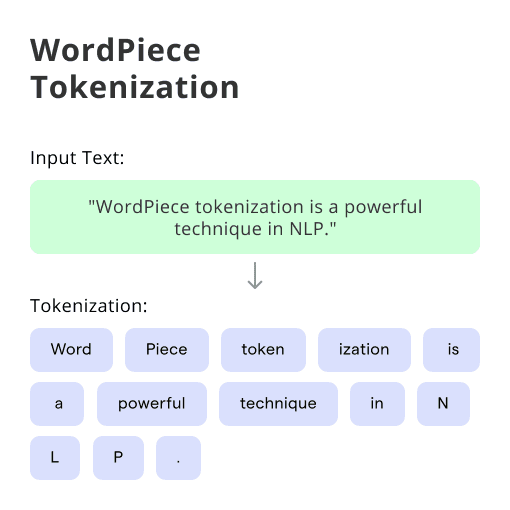 WordPiece
Tokenization
Input Text:
"WordPiece tokenization is a powerful
technique in NLP."
Tokenization:
Word Piece token ization is
a powerful technique in N
L P .